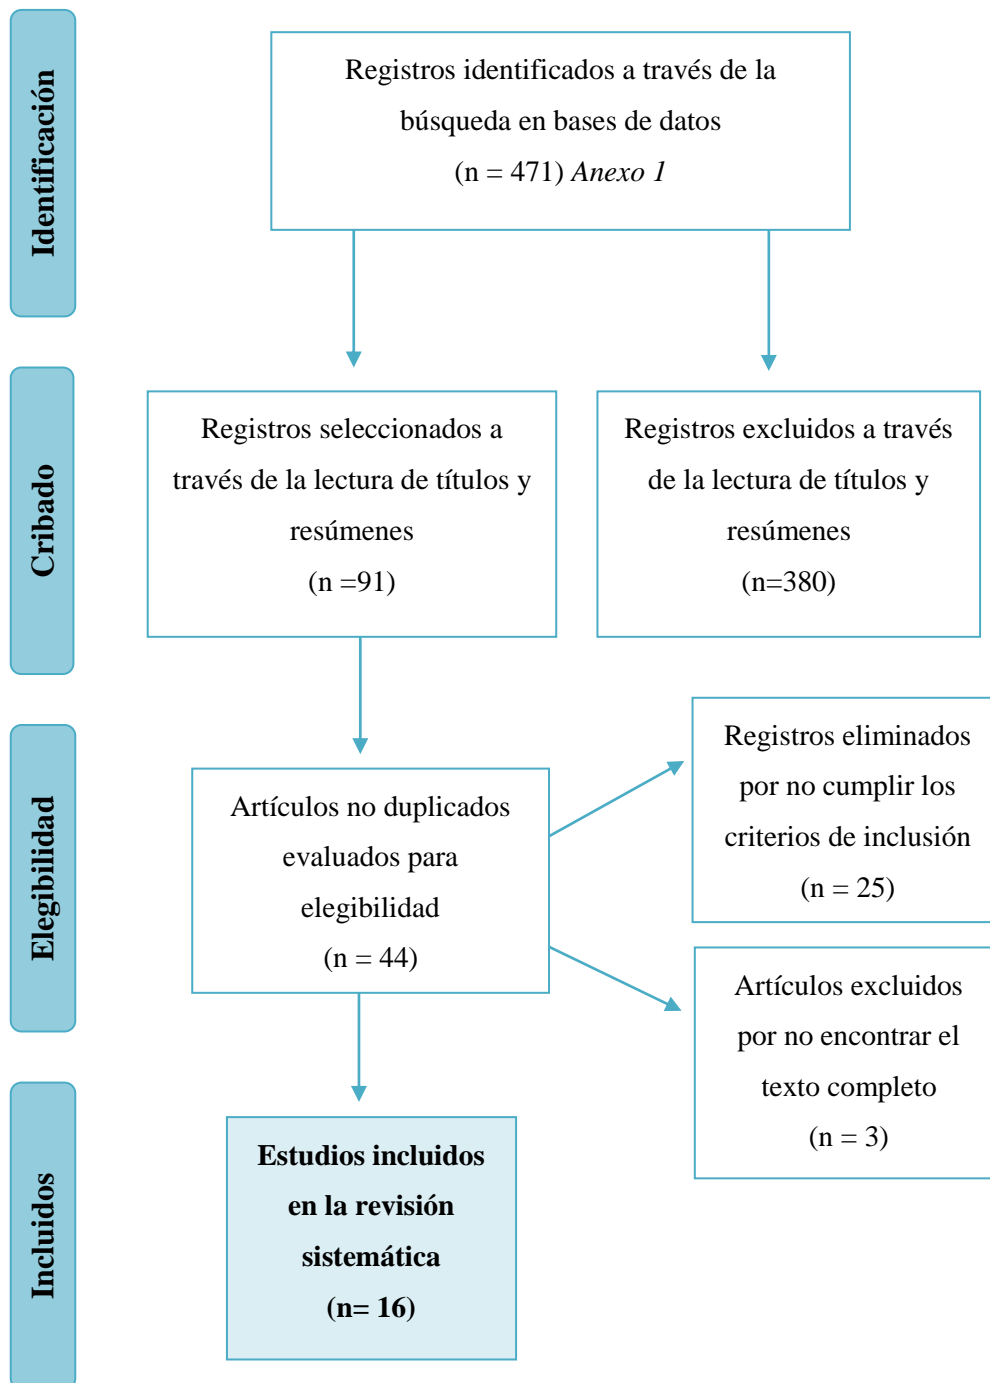 Identificación
Registros identificados a través de la
búsqueda en bases de datos
(n = 471) Anexo 1
Cribado
Registros seleccionados a
través de la lectura de títulos y
resúmenes
(n =91)
Registros excluidos a través
de la lectura de títulos y
resúmenes
(n=380)
Elegibilidad
Artículos no duplicados
evaluados para
elegibilidad
(n = 44)
Registros eliminados
por no cumplir los
criterios de inclusión
(n = 25)
Artículos excluidos
por no encontrar el
texto completo
(n = 3)
Incluidos
Estudios incluidos
en la revisión
sistemática
(n= 16)